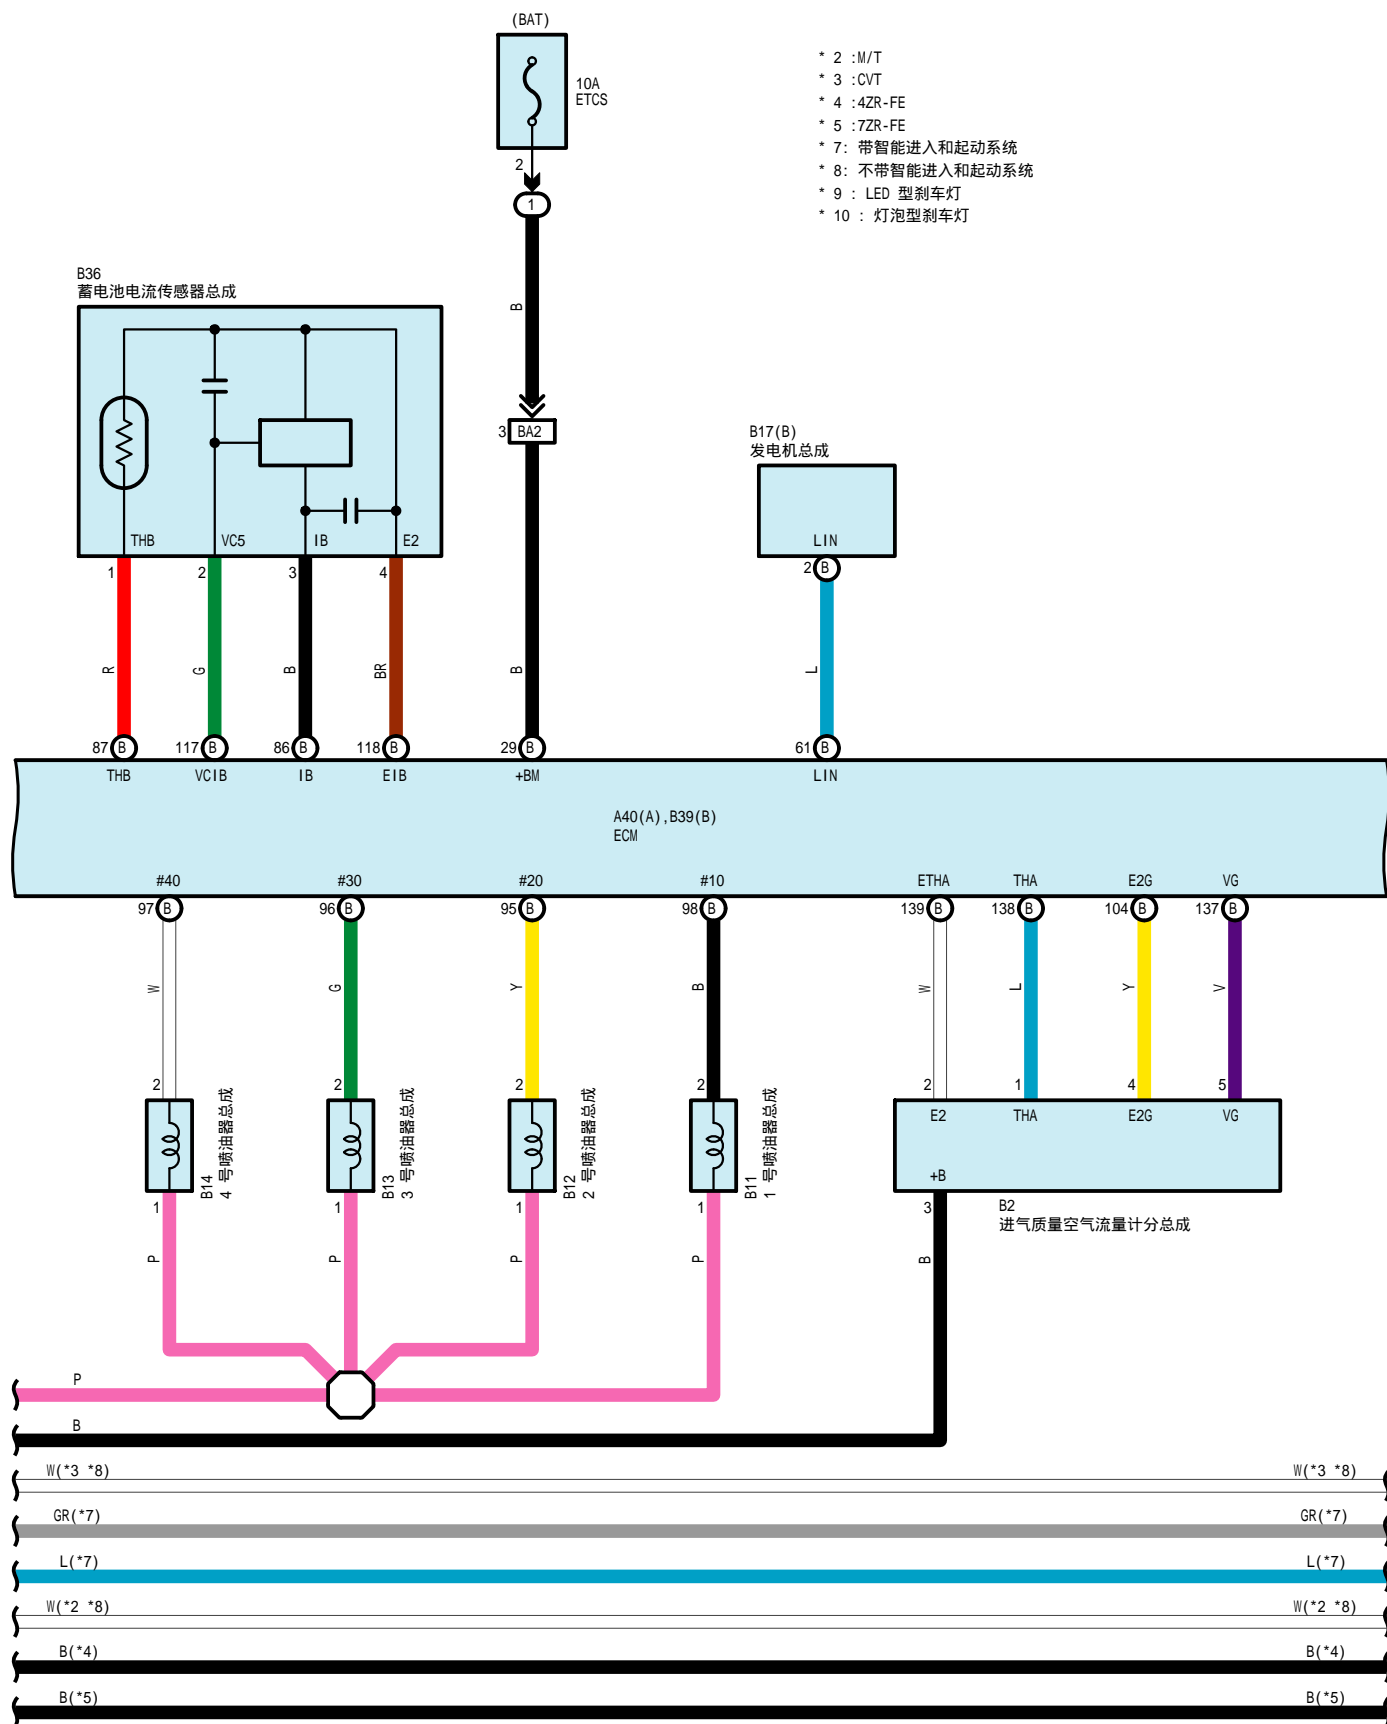 (BAT)
10A
ETCS
2
1
B
3 BA2
B
* 2 :M/T
* 3 :CVT
* 4 :4ZR-FE
* 5 :7ZR-FE
* 7: 带智能进入和起动系统
* 8: 不带智能进入和起动系统
* 9 : LED 型刹车灯
* 10 : 灯泡型刹车灯
B36
蓄电池电流传感器总成
THB VC5 IB E2
1 2 3 4
R G B BR
B17(B)
发电机总成
LIN
2 B
L
87 B 117 B 86 B 118 B 29 B 61 B
THB VCIB IB EIB +BM LIN
A40(A),B39(B)
ECM
#40 #30 #20 #10 ETHA THA E2G VG
97 B 96 B 95 B 98 B 139 B 138 B 104 B 137 B
W G Y B W L Y V
2 2 2 2 2 1 4 5
B14
4 号喷油器总成
B13
3 号喷油器总成
B12
2 号喷油器总成
B11
1 号喷油器总成
E2 THA E2G VG
+B
1 1 1 1 3
B2
进气质量空气流量计分总成
P P P P B
P
B
W(*3 *8) W(*3 *8)
GR(*7) GR(*7)
L(*7) L(*7)
W(*2 *8) W(*2 *8)
B(*4) B(*4)
B(*5) B(*5)